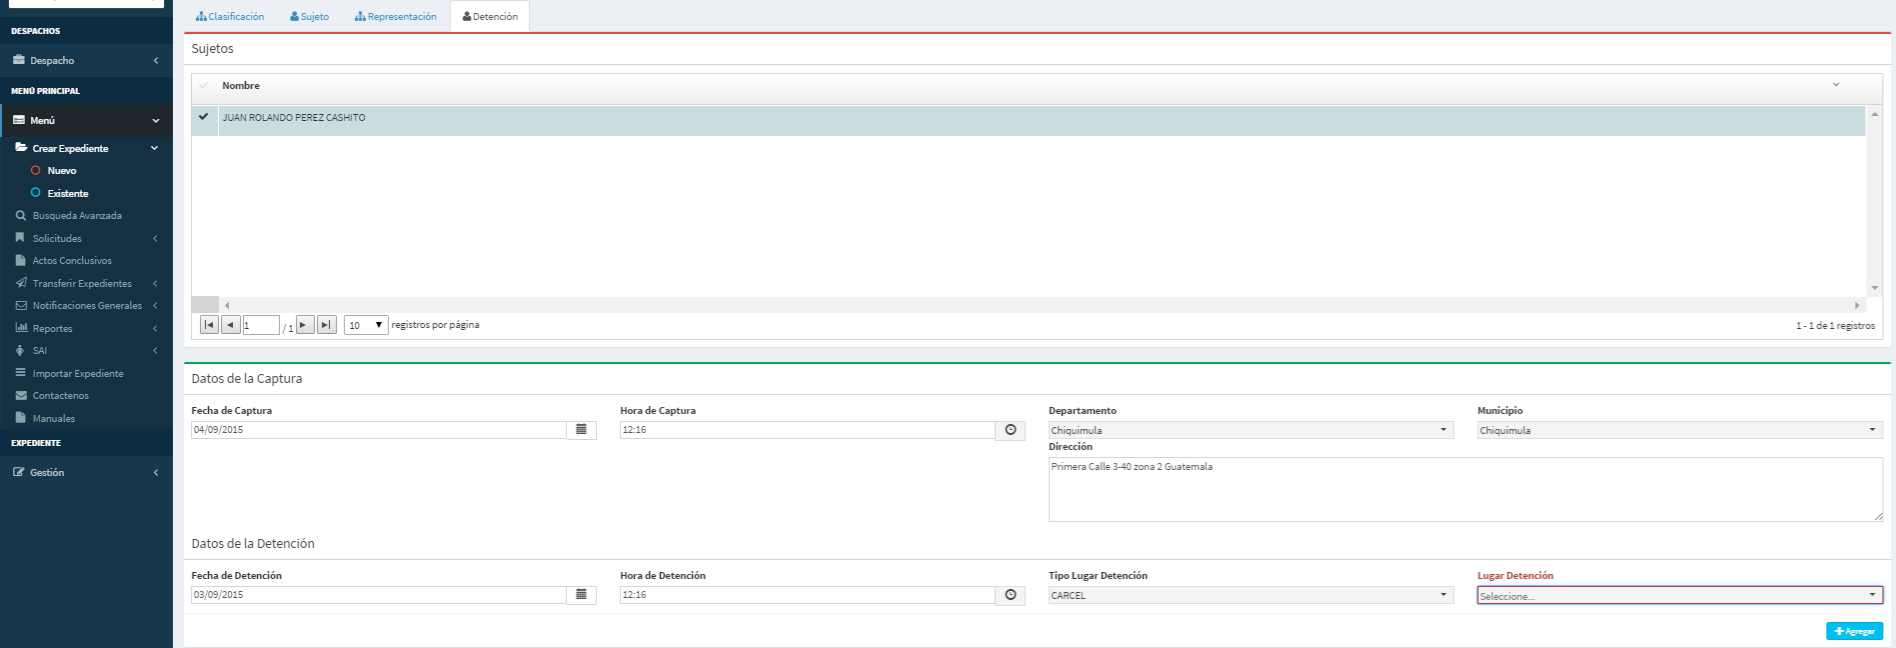 DESPACHOS
Despacho
MENÚ PRINCIPAL
Menú
Crear Expediente
Nuevo
Existente
Busqueda Avanzada
Solicitudes
Actos Conclusivos
Transferir Expedientes
Notificaciones Generales
Reportes
SAI
Importar Expediente
Contactenos
Manuales
EXPEDIENTE
Gestión
Clasificación Sujeto Representación Detención
Sujetos
Nombre
JUAN ROLANDO PEREZ CASHITO
1 / 1 10 registros por página 1 - 1 de 1 registros
Datos de la Captura
Fecha de Captura Hora de Captura Departamento Municipio
04/09/2015 12:16 Chiquimula Chiquimula
Dirección
Primera Calle 3-40 zona 2 Guatemala
Datos de la Detención
Fecha de Detención Hora de Detención Tipo Lugar Detención Lugar Detención
03/09/2015 12:16 CARCEL Seleccione...
Agregar